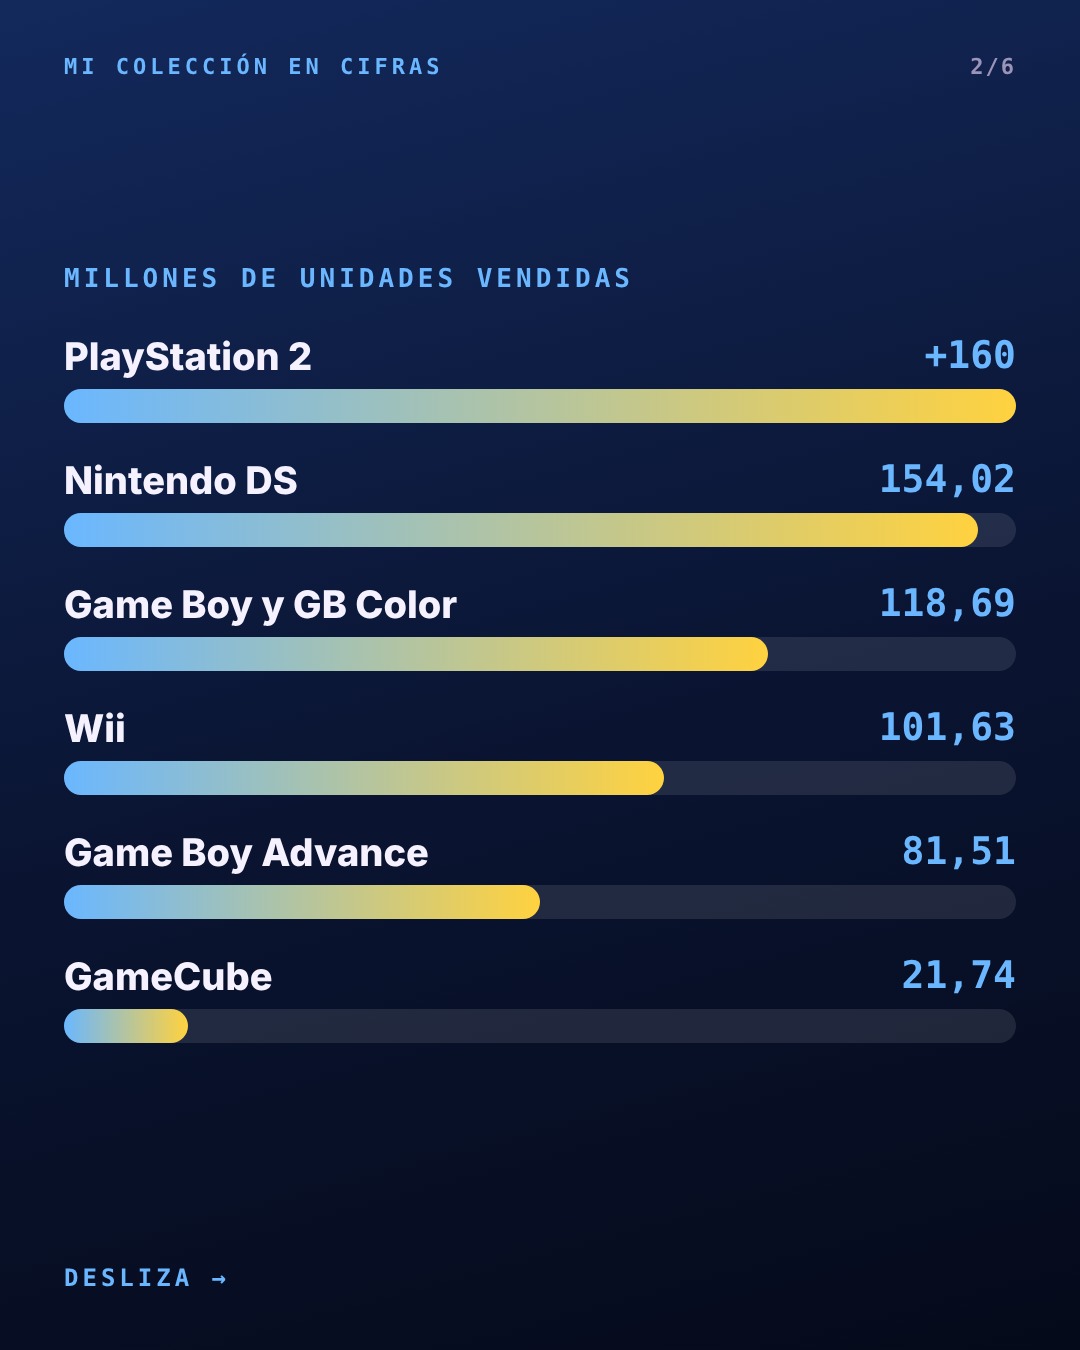 MI COLECCIÓN EN CIFRAS 2/6
MILLONES DE UNIDADES VENDIDAS
PlayStation 2 +160
Nintendo DS 154,02
Game Boy y GB Color 118,69
Wii 101,63
Game Boy Advance 81,51
GameCube 21,74
DESLIZA →